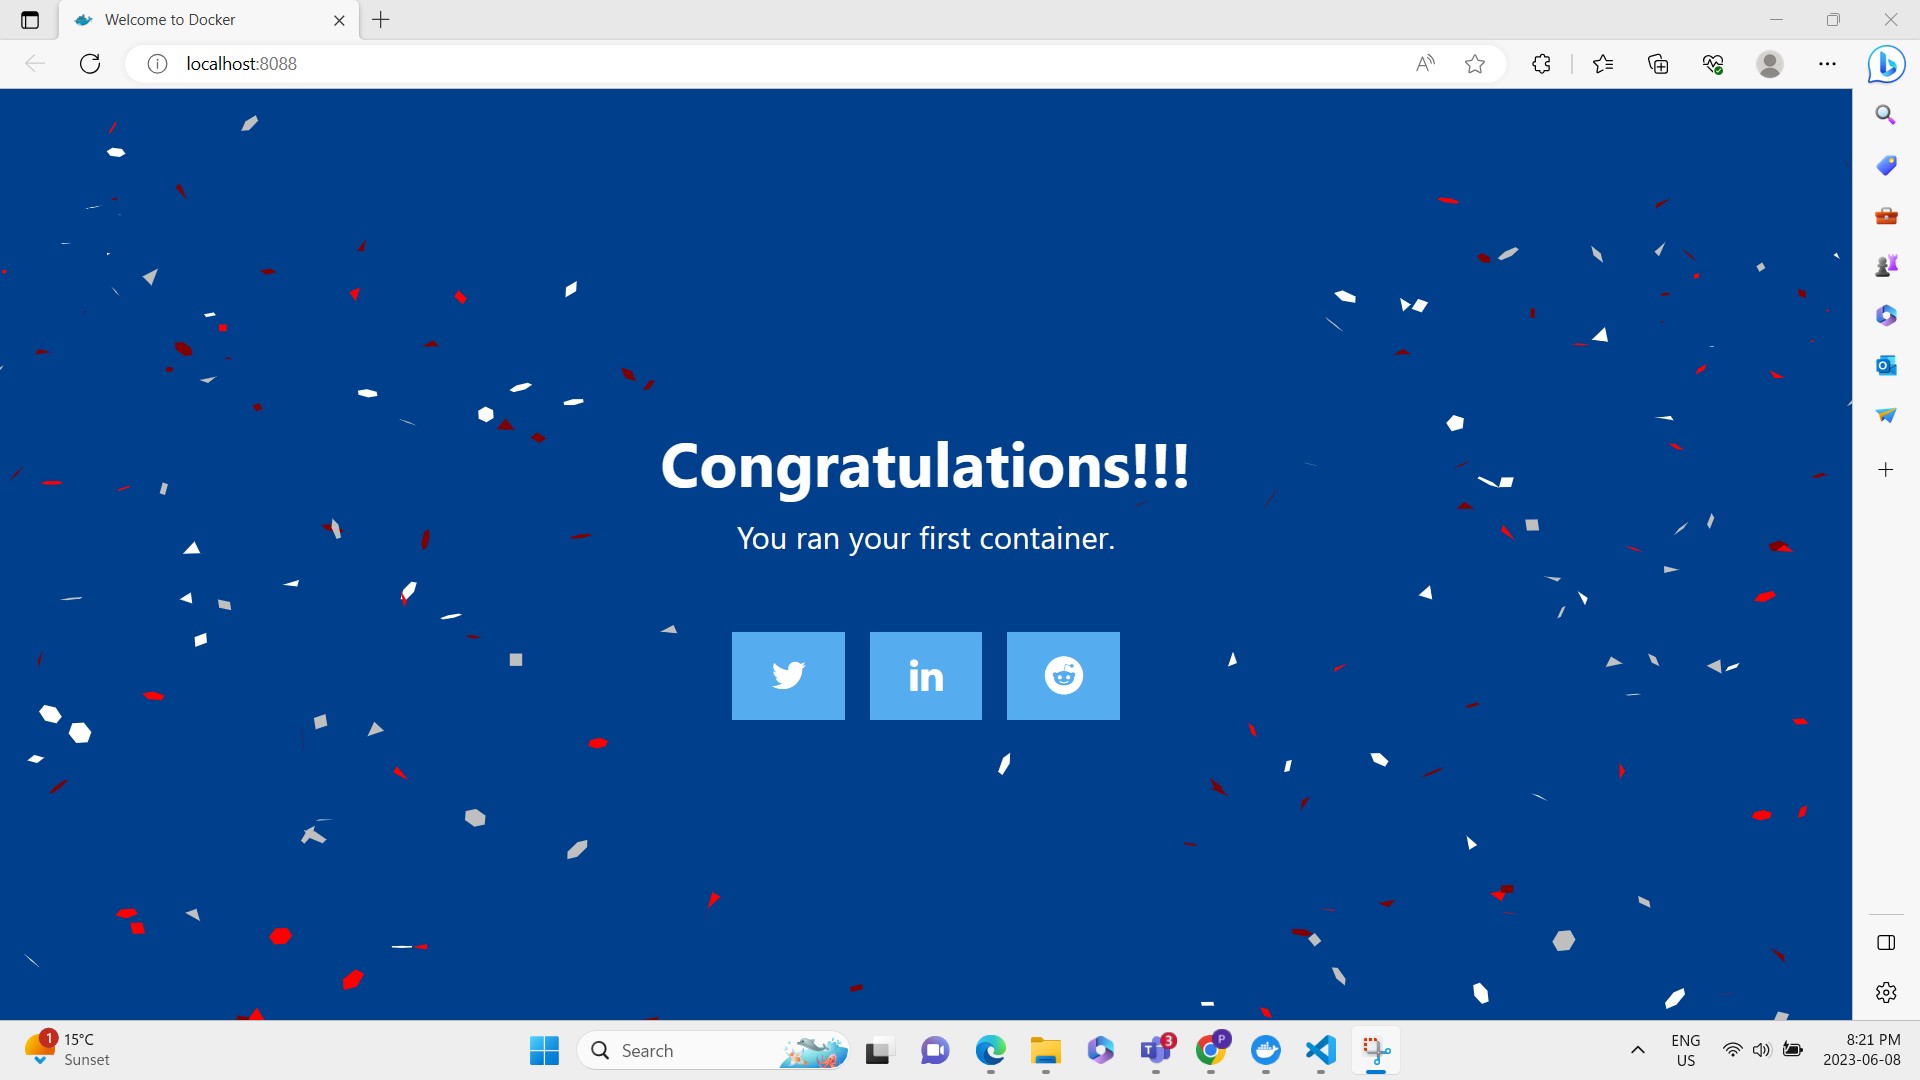 Welcome to Docker
localhost:8088
Congratulations!!!
You ran your first container.
in
1
15°C
Sunset
Search
T
3
P
ENG
US
8:21 PM
2023-06-08